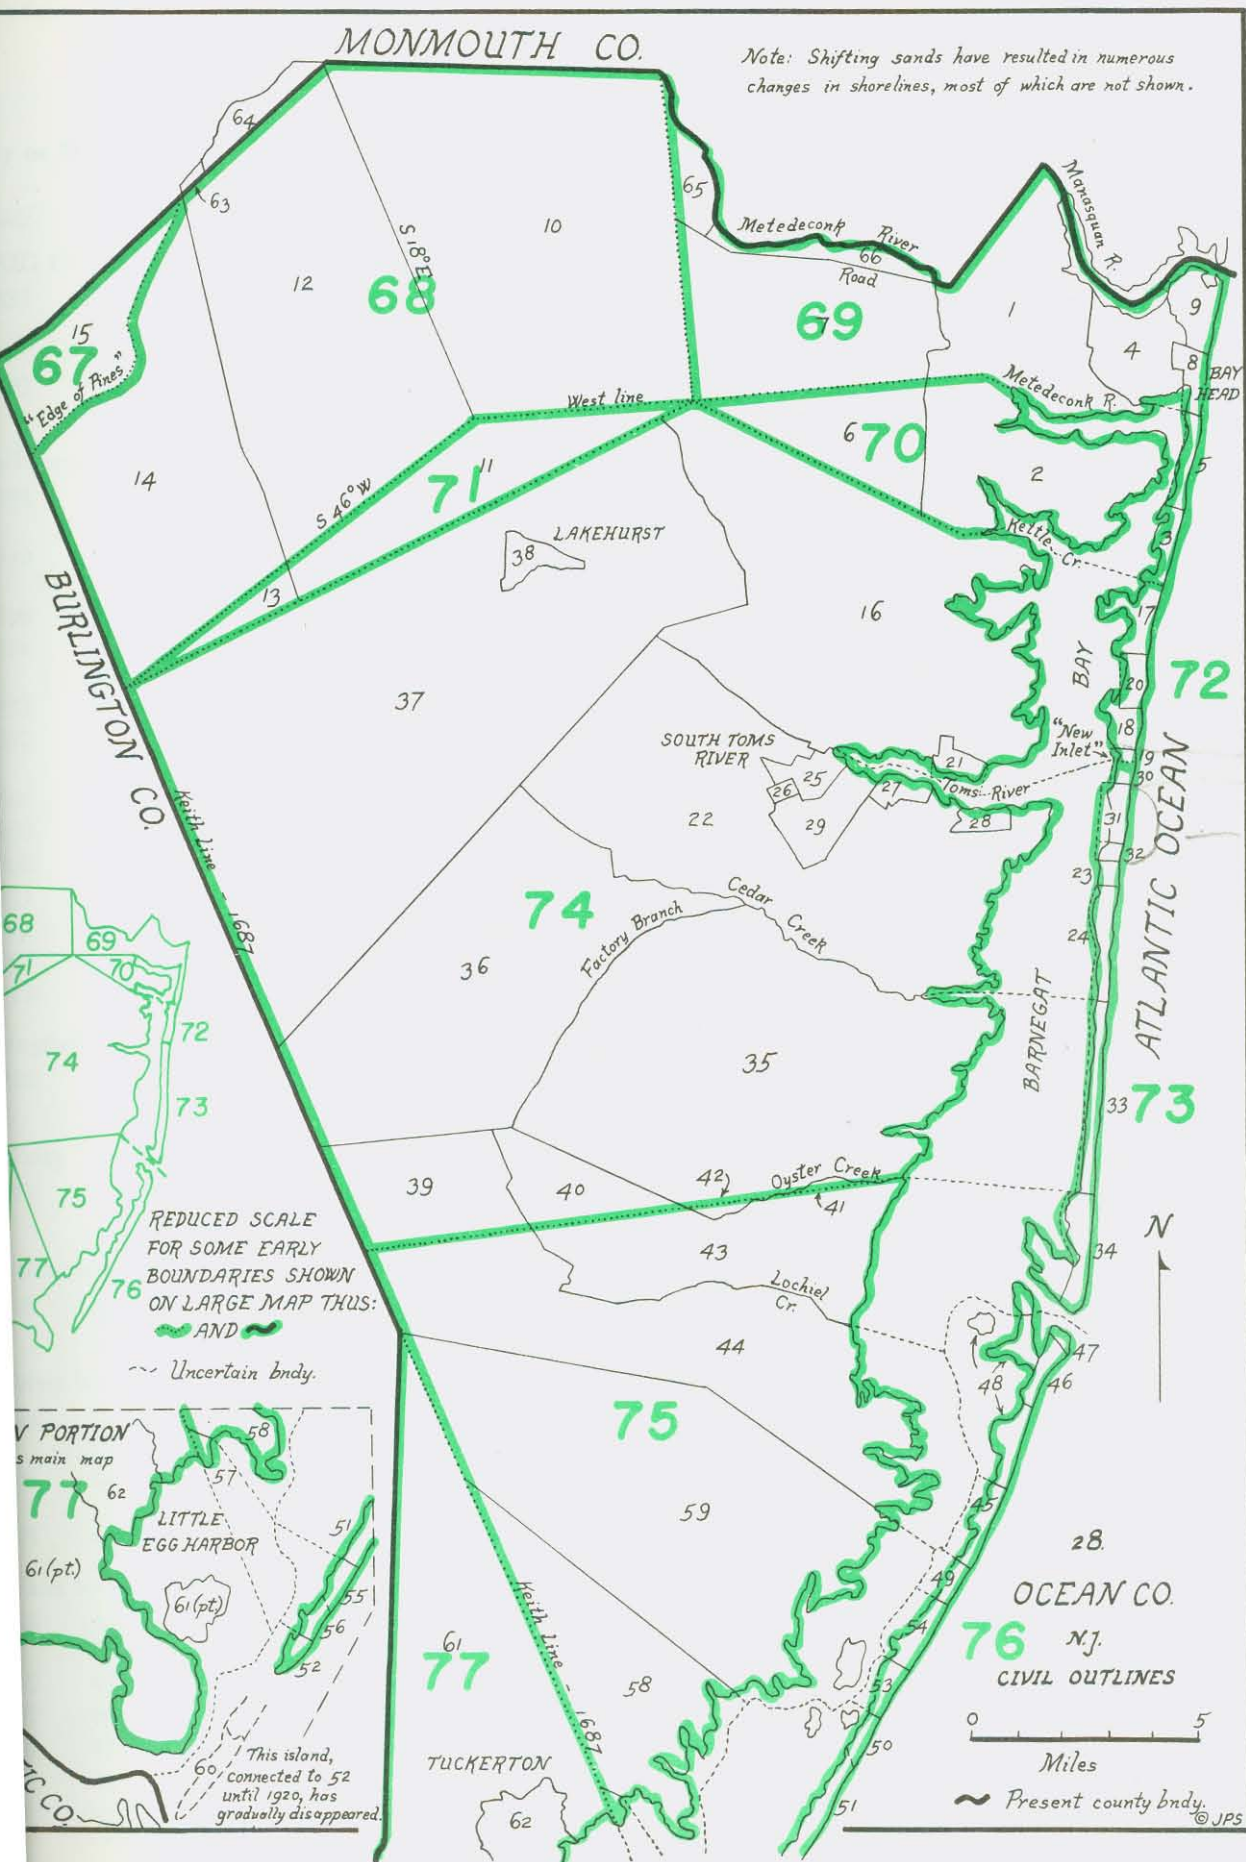 MONMOUTH CO.
Note: Shifting sands have resulted in numerous
changes in shorelines, most of which are not shown.
64
63
65
10
12
S 18° E
68
Metedeconk River
66
Road
Manasquan R.
1
9
4
8
BAY
HEAD
69
7
15
67
"Edge of Pines"
West line
Metedeconk R.
6
70
2
5
3
14
S 46° W
71
11
13
38
LAKEHURST
Kettle Cr.
16
17
BURLINGTON CO.
37
BAY
72
20
18
"New
Inlet"
19
30
SOUTH TOMS
RIVER
21
25
26
27
Toms River
22
29
28
31
32
23
ATLANTIC OCEAN
Keith Line - 1687
74
Cedar Creek
Factory Branch
24
36
68
69
71
70
72
74
73
75
77
76
35
BARNEGAT
33
73
39
40
42
Oyster Creek
41
REDUCED SCALE
FOR SOME EARLY
BOUNDARIES SHOWN
ON LARGE MAP THUS:
AND
Uncertain bndy.
43
Lochiel
Cr.
34
N
44
47
48
46
75
59
45
PORTION
main map
77
62
58
57
LITTLE
EGG HARBOR
51
61(pt.)
61(pt)
55
56
52
60
This island,
connected to 52
until 1920, has
gradually disappeared.
CO.
61
77
Keith Line - 1687
58
TUCKERTON
62
49
54
53
50
51
76
28.
OCEAN CO.
N.J.
CIVIL OUTLINES
0 5
Miles
Present county bndy.
© JPS